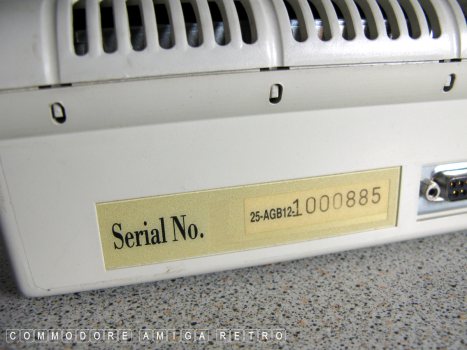 Serial No. 25-AGB12-1000885
COMMODORE AMIGA RETRO